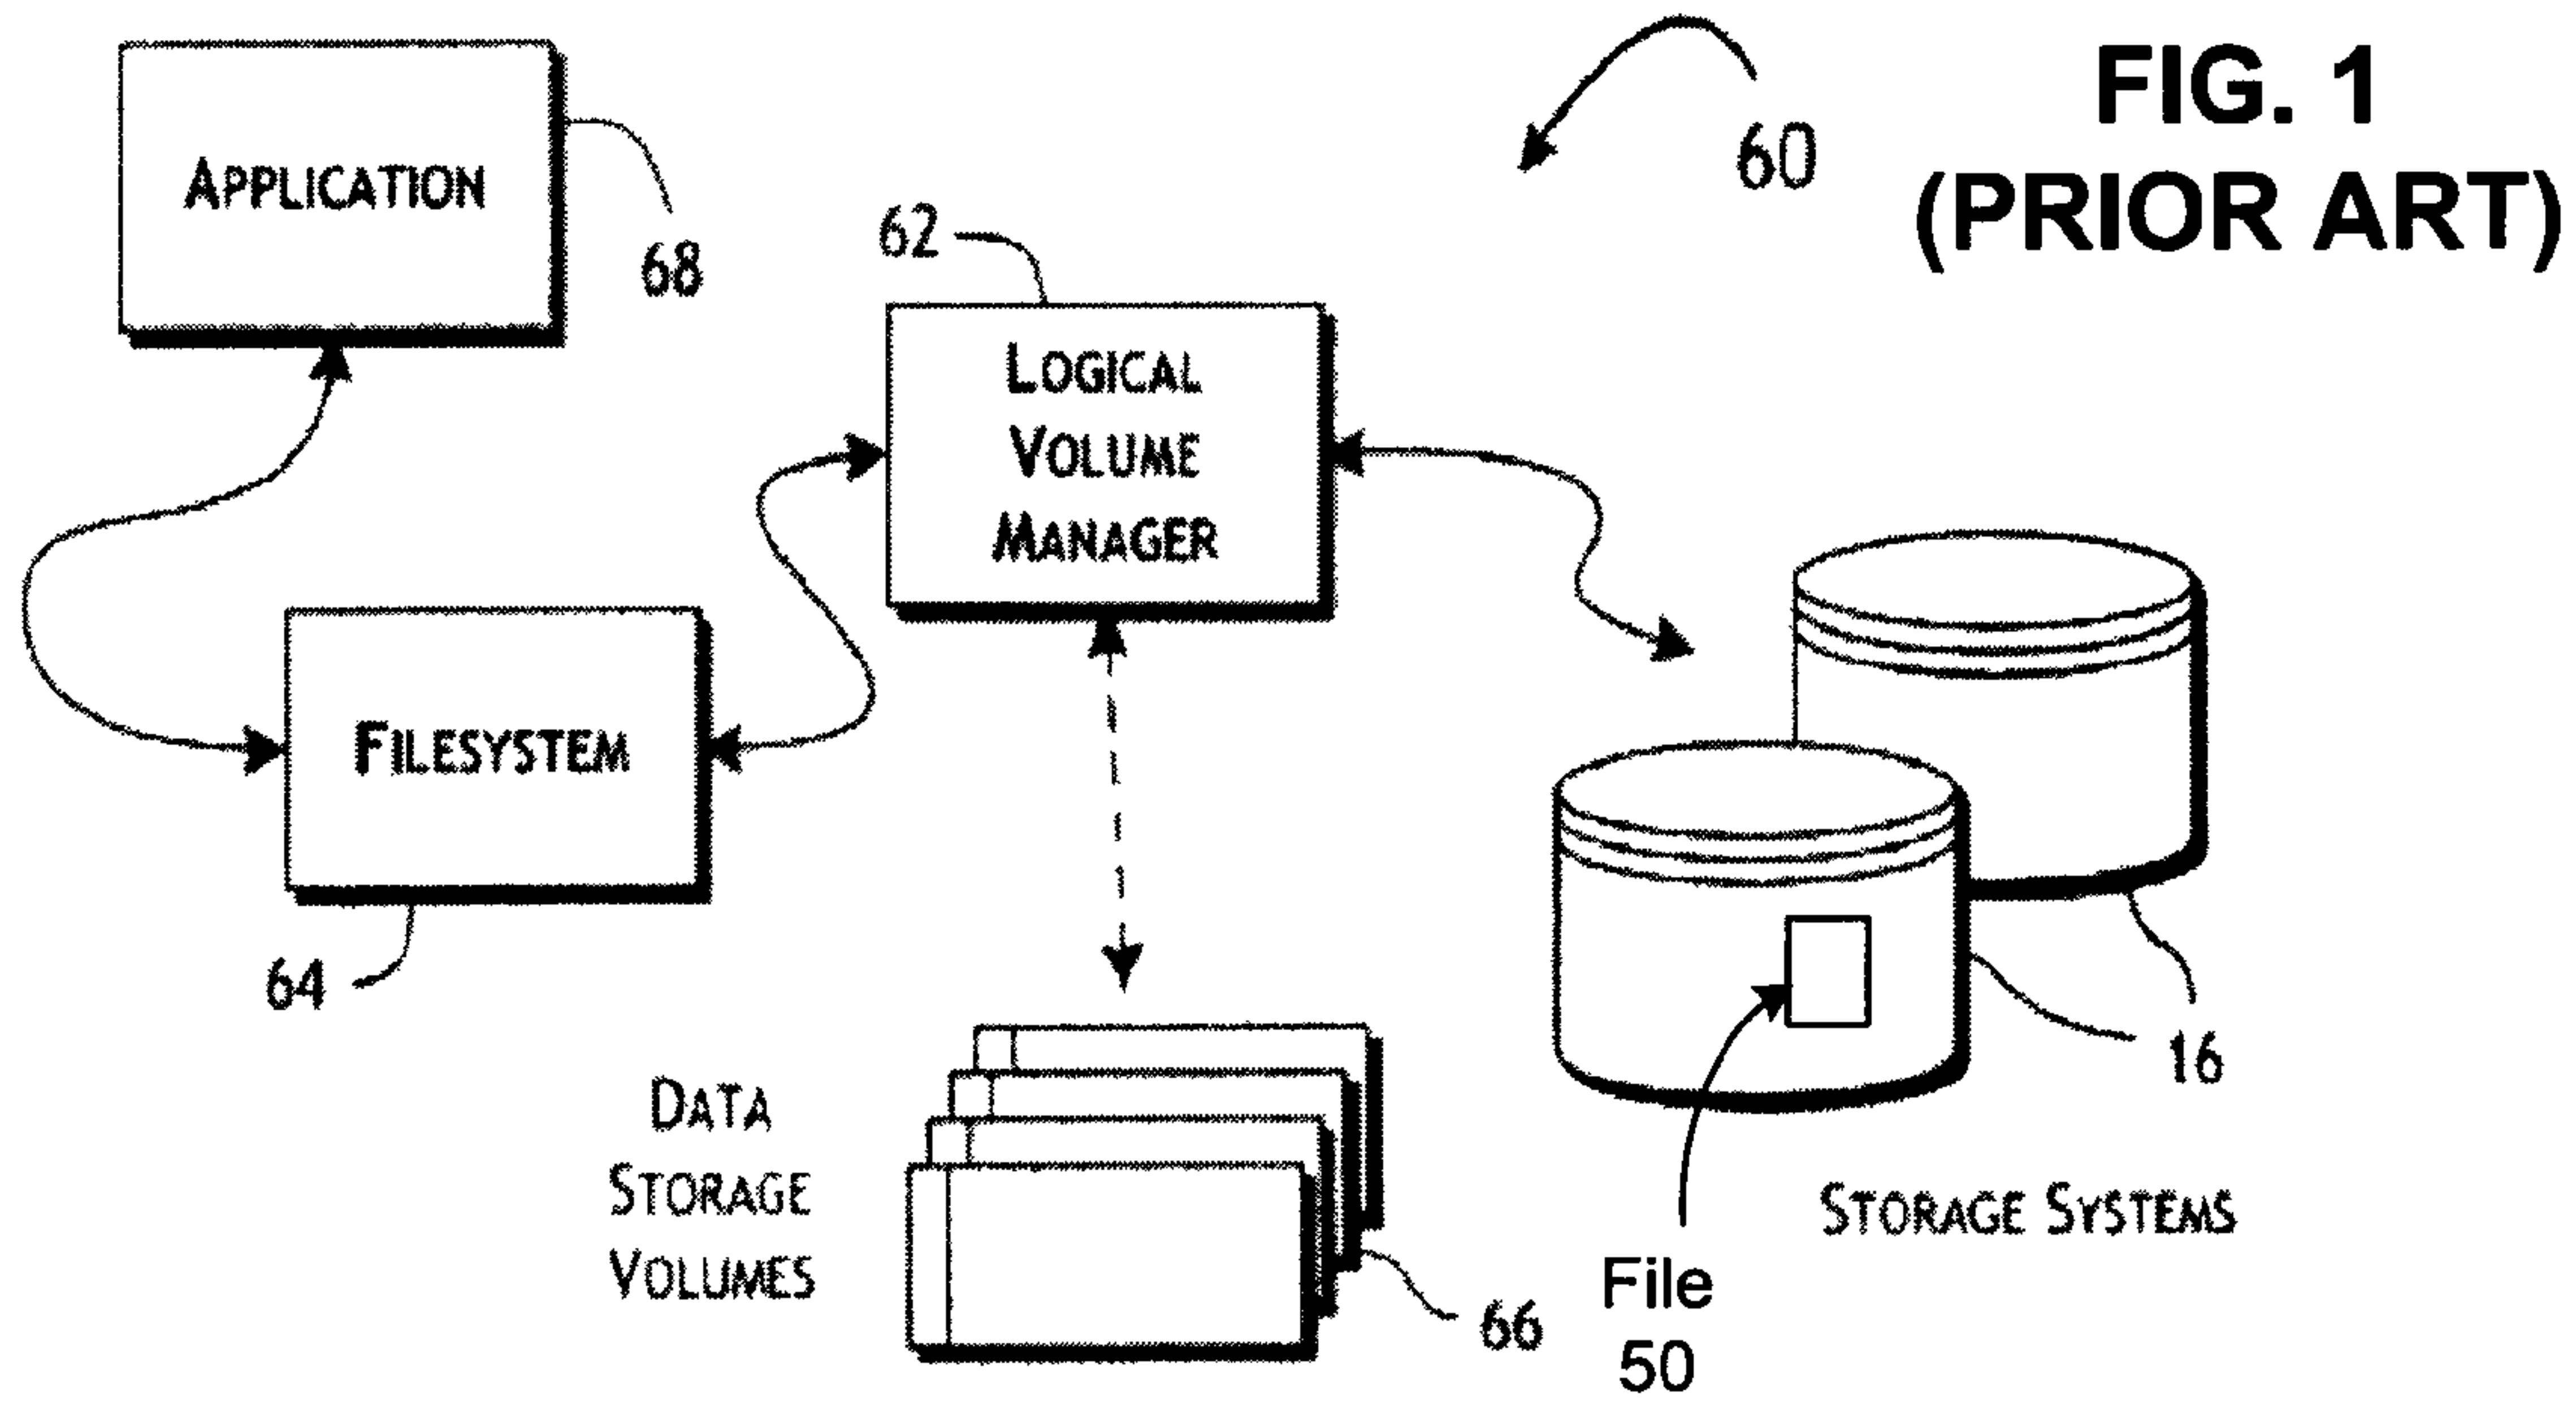 FIG. 1
(PRIOR ART)
60
APPLICATION
68
62
LOGICAL
VOLUME
MANAGER
FILESYSTEM
64
DATA
STORAGE
VOLUMES
66
16
STORAGE SYSTEMS
File
50